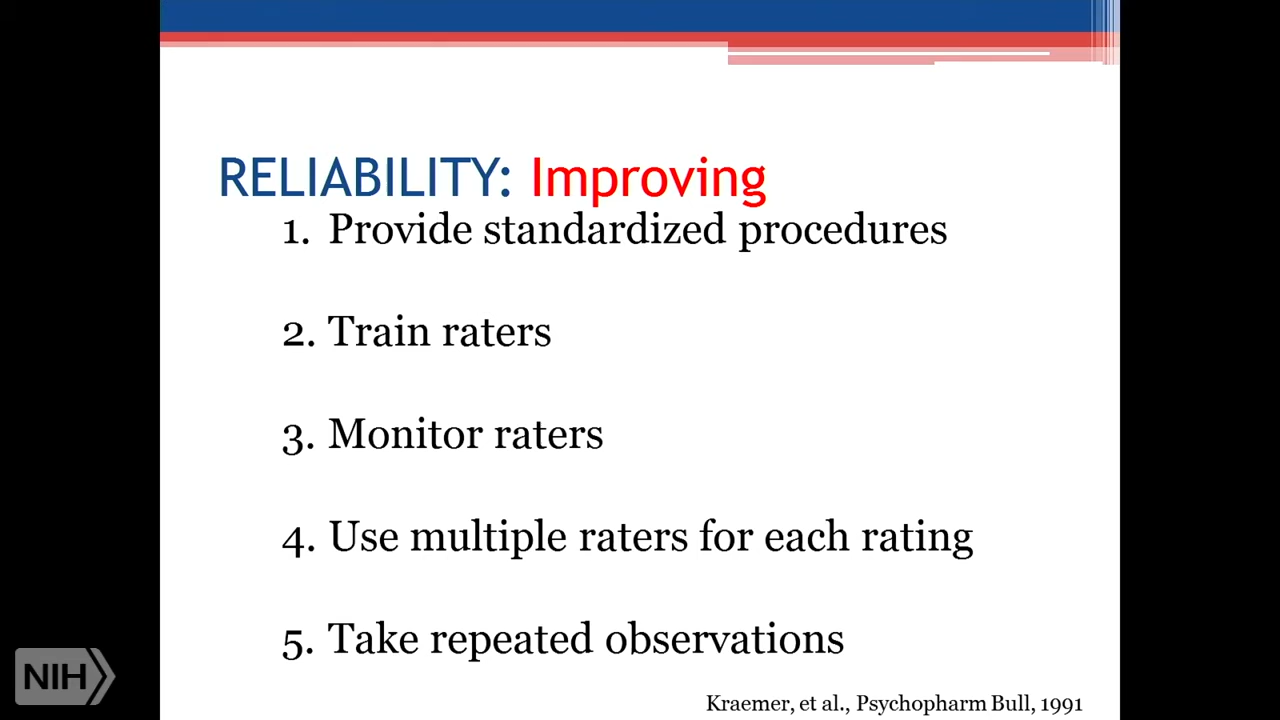 RELIABILITY: Improving
1. Provide standardized procedures
2. Train raters
3. Monitor raters
4. Use multiple raters for each rating
5. Take repeated observations
NIH
Kraemer, et al., Psychopharm Bull, 1991